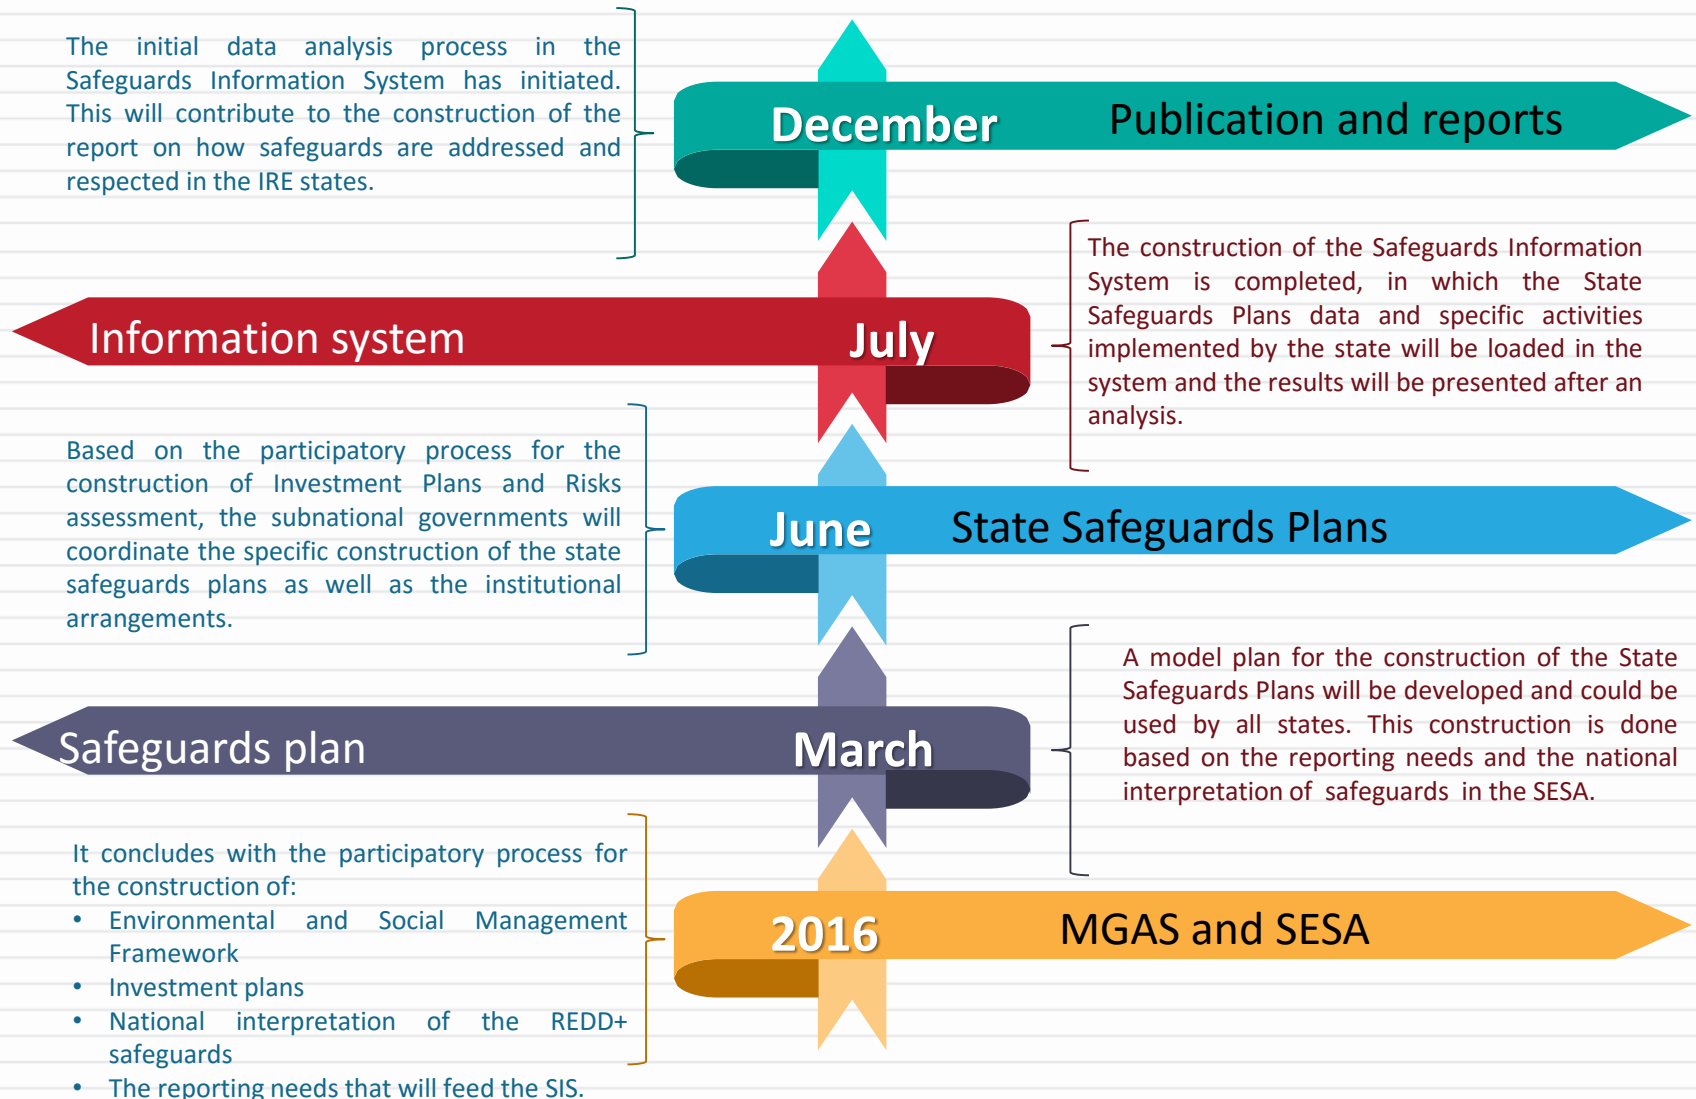 The initial data analysis process in the
Safeguards Information System has initiated.
This will contribute to the construction of the
report on how safeguards are addressed and
respected in the IRE states.
December
Publication and reports
Information system
July
The construction of the Safeguards Information
System is completed, in which the State
Safeguards Plans data and specific activities
implemented by the state will be loaded in the
system and the results will be presented after an
analysis.
Based on the participatory process for the
construction of Investment Plans and Risks
assessment, the subnational governments will
coordinate the specific construction of the state
safeguards plans as well as the institutional
arrangements.
June
State Safeguards Plans
Safeguards plan
March
A model plan for the construction of the State
Safeguards Plans will be developed and could be
used by all states. This construction is done
based on the reporting needs and the national
interpretation of safeguards in the SESA.
It concludes with the participatory process for
the construction of:
• Environmental and Social Management
Framework
• Investment plans
• National interpretation of the REDD+
safeguards
• The reporting needs that will feed the SIS.
2016
MGAS and SESA